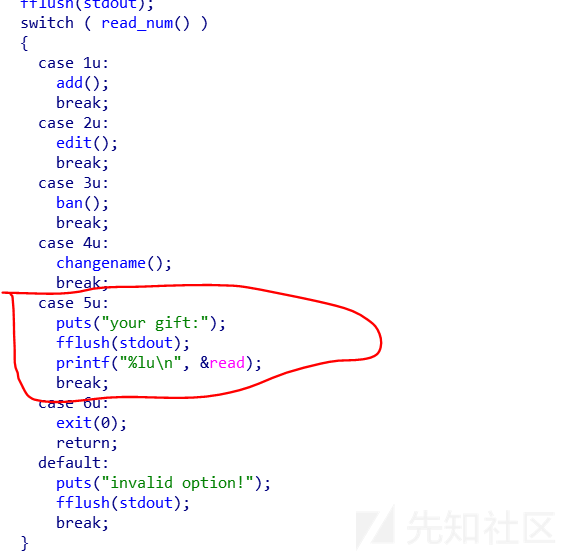 fflush(stdout);
switch ( read_num() )
{
case 1u:
add();
break;
case 2u:
edit();
break;
case 3u:
ban();
break;
case 4u:
changename();
break;
case 5u:
puts("your gift:");
fflush(stdout);
printf("%lu\n", &read);
break;
case 6u:
exit(0);
return;
default:
puts("invalid option!");
fflush(stdout);
break;
}
先知社区